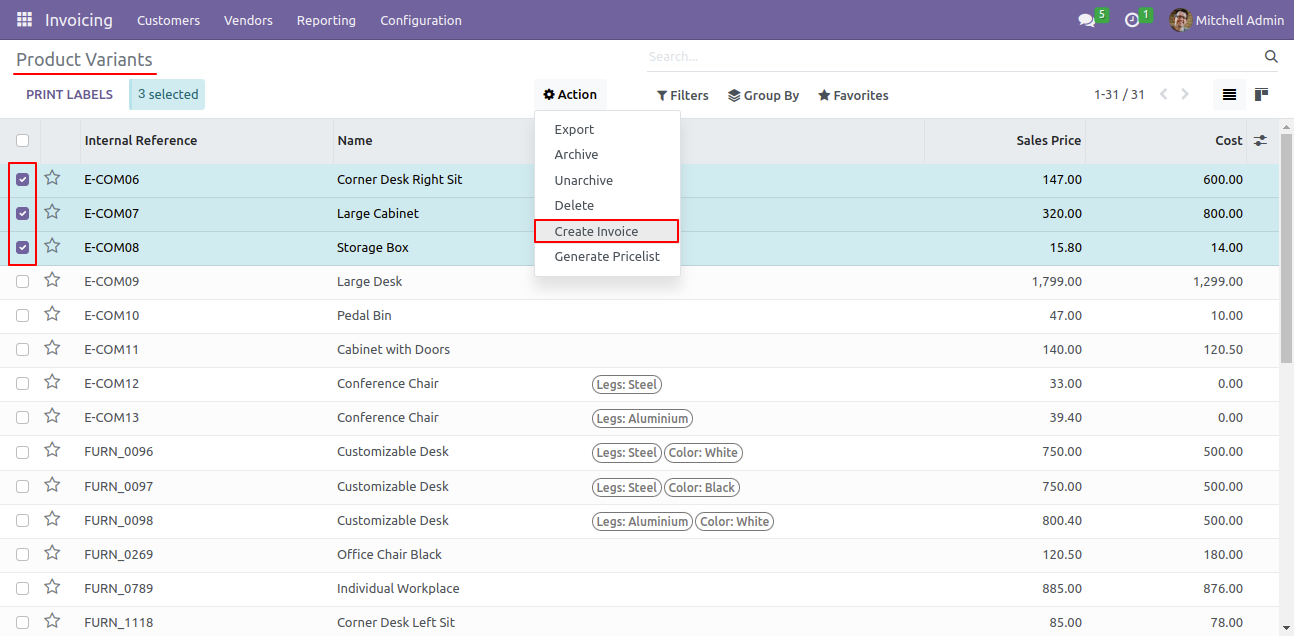 Invoicing Customers Vendors Reporting Configuration 5 1 Mitchell Admin
Product Variants Search...
PRINT LABELS 3 selected Action Filters Group By Favorites 1-31 / 31
Export
Archive
Unarchive
Delete
Create Invoice
Generate Pricelist
Internal Reference Name Sales Price Cost
E-COM06 Corner Desk Right Sit 147.00 600.00
E-COM07 Large Cabinet 320.00 800.00
E-COM08 Storage Box 15.80 14.00
E-COM09 Large Desk 1,799.00 1,299.00
E-COM10 Pedal Bin 47.00 10.00
E-COM11 Cabinet with Doors 140.00 120.50
E-COM12 Conference Chair Legs: Steel 33.00 0.00
E-COM13 Conference Chair Legs: Aluminium 39.40 0.00
FURN_0096 Customizable Desk Legs: Steel Color: White 750.00 500.00
FURN_0097 Customizable Desk Legs: Steel Color: Black 750.00 500.00
FURN_0098 Customizable Desk Legs: Aluminium Color: White 800.40 500.00
FURN_0269 Office Chair Black 120.50 180.00
FURN_0789 Individual Workplace 885.00 876.00
FURN_1118 Corner Desk Left Sit 85.00 78.00